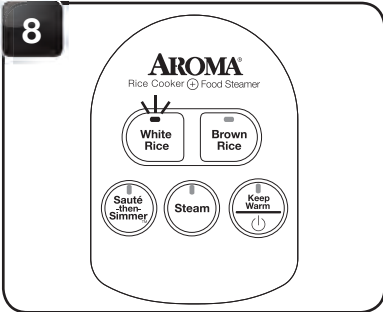 8
AROMA®
Rice Cooker + Food Steamer
White
Rice
Brown
Rice
Sauté
-then-
Simmer
Steam
Keep
Warm